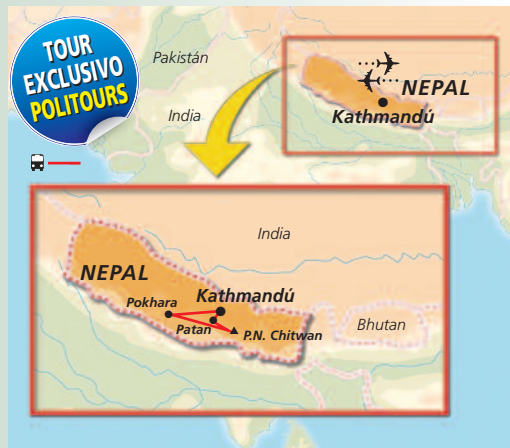 TOUR
EXCLUSIVO
POLITOURS
Pakistán
India
NEPAL
Kathmandú
India
NEPAL
Pokhara
Kathmandú
Patan
P.N. Chitwan
Bhutan